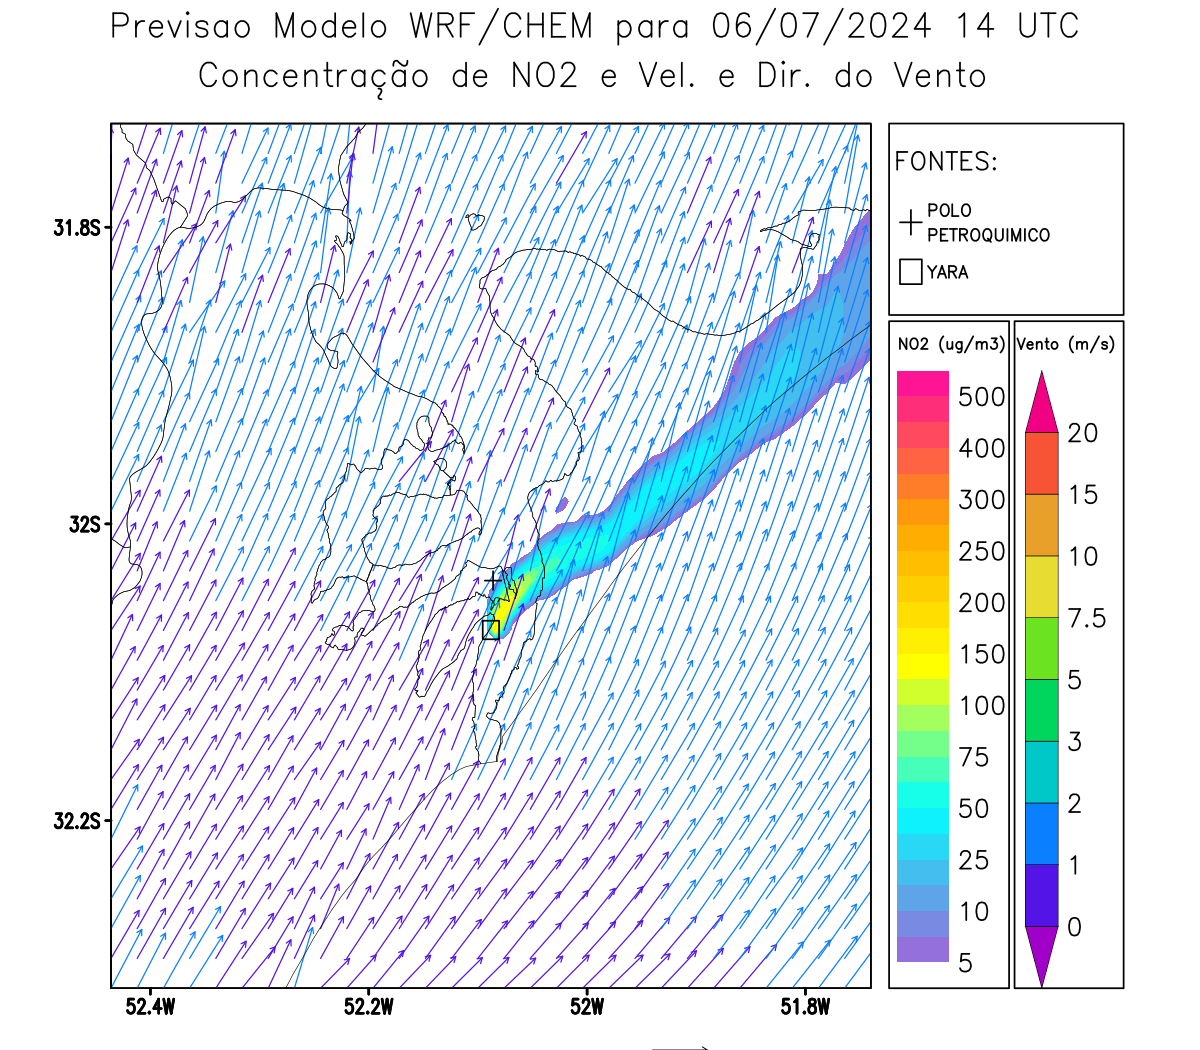 Previsao Modelo WRF/CHEM para 06/07/2024 14 UTC
Concentração de NO2 e Vel. e Dir. do Vento
FONTES:
POLO
PETROQUIMICO
YARA
NO2 (ug/m3)
500
400
300
250
200
150
100
75
50
25
10
5
Vento (m/s)
20
15
10
7.5
5
3
2
1
0
31.8S
32S
32.2S
52.4W
52.2W
52W
51.8W